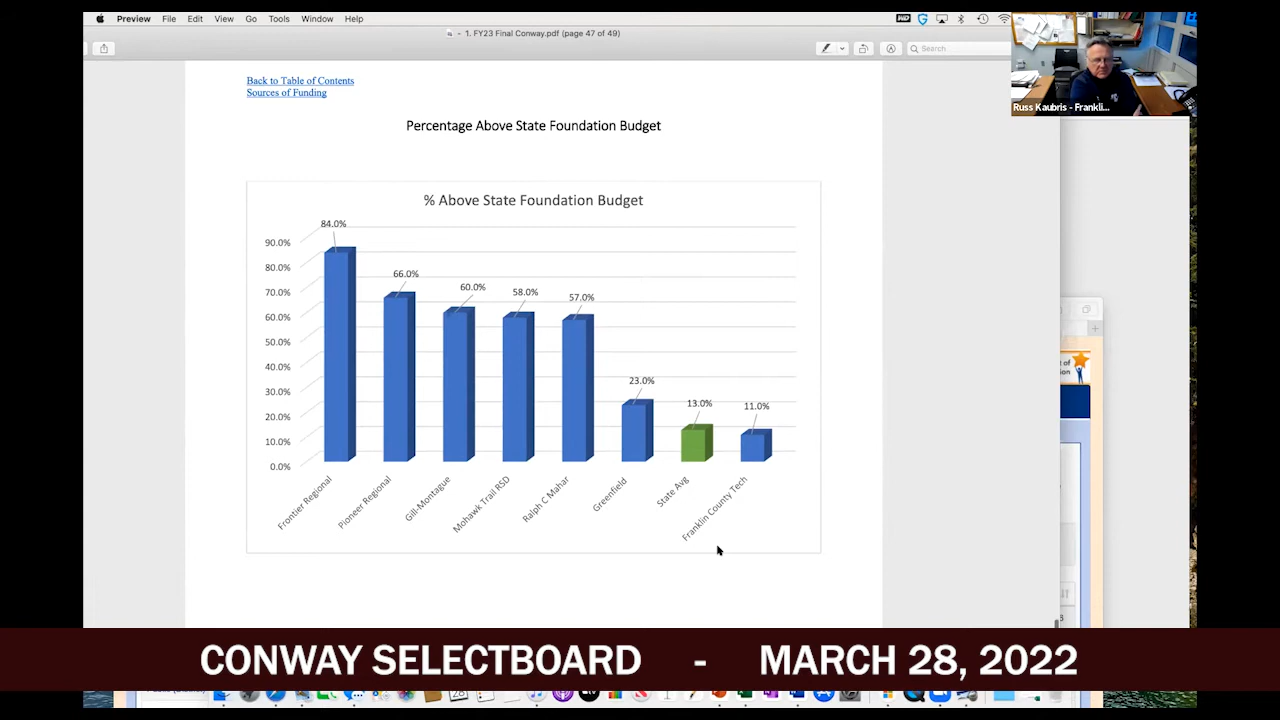 Preview File Edit View Go Tools Window Help
1. FY23 Final Conway.pdf (page 47 of 49)
Search
Russ Kaubris - Frankli...
Back to Table of Contents
Sources of Funding
Percentage Above State Foundation Budget
% Above State Foundation Budget
84.0%
90.0%
80.0%
66.0%
70.0%
60.0%
58.0%
57.0%
60.0%
50.0%
40.0%
30.0%
23.0%
20.0%
13.0%
11.0%
10.0%
0.0%
Frontier Regional
Pioneer Regional
Gill-Montague
Mohawk Trail RSD
Ralph C Mahar
Greenfield
State Avg
Franklin County Tech
CONWAY SELECTBOARD - MARCH 28, 2022